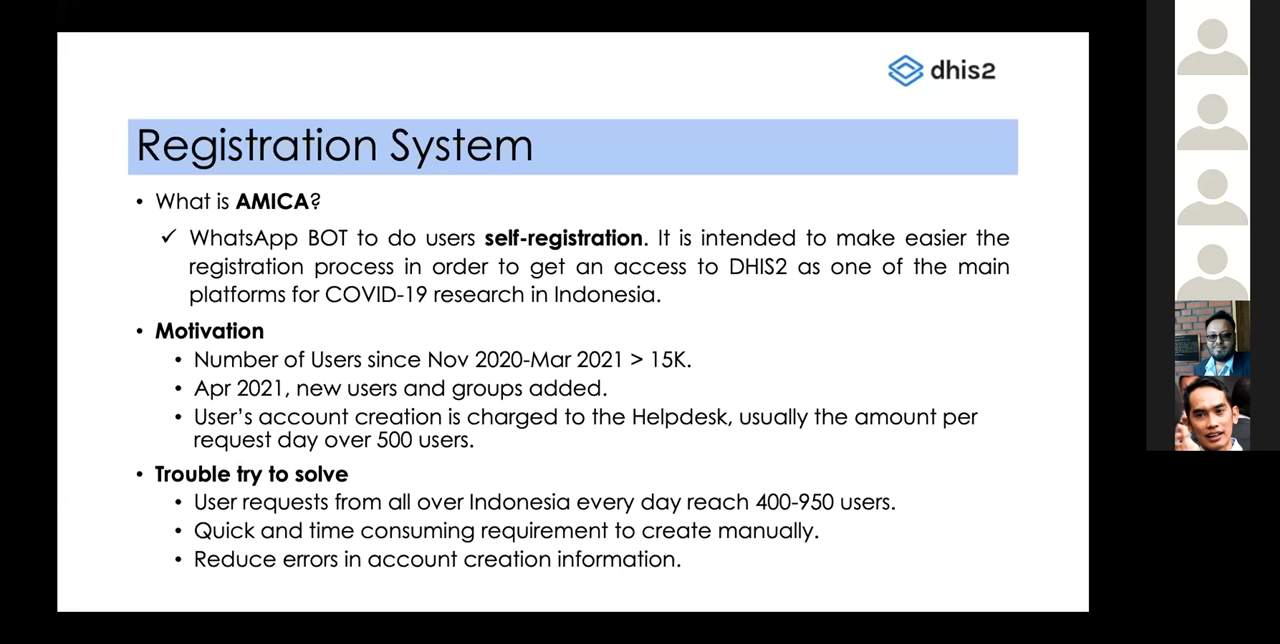 dhis2
Registration System
• What is AMICA?
✓ WhatsApp BOT to do users self-registration. It is intended to make easier the
registration process in order to get an access to DHIS2 as one of the main
platforms for COVID-19 research in Indonesia.
• Motivation
• Number of Users since Nov 2020-Mar 2021 > 15K.
• Apr 2021, new users and groups added.
• User's account creation is charged to the Helpdesk, usually the amount per
request day over 500 users.
• Trouble try to solve
• User requests from all over Indonesia every day reach 400-950 users.
• Quick and time consuming requirement to create manually.
• Reduce errors in account creation information.